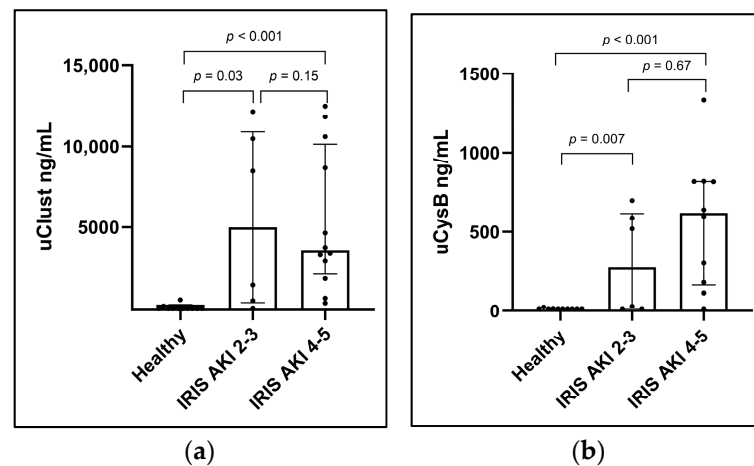 p < 0.001
p = 0.03
p = 0.15
15,000
10,000
5000
0
uClust ng/mL
Healthy
IRIS AKI 2-3
IRIS AKI 4-5
(a)
p < 0.001
p = 0.67
p = 0.007
1500
1000
500
0
uCysB ng/mL
Healthy
IRIS AKI 2-3
IRIS AKI 4-5
(b)